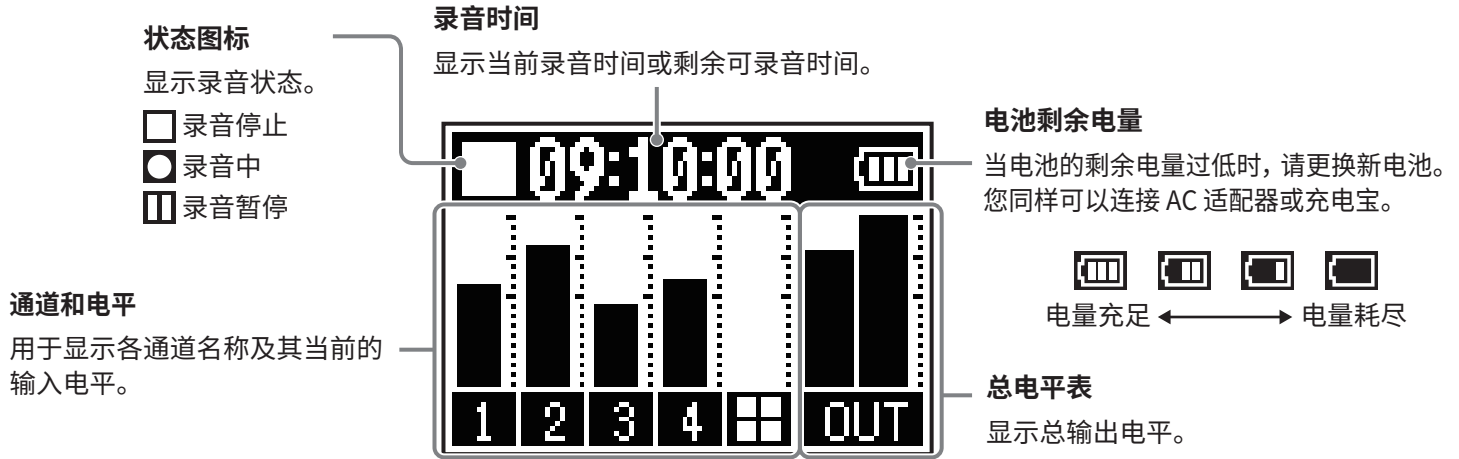 状态图标
显示录音状态。
录音停止
录音中
录音暂停
录音时间
显示当前录音时间或剩余可录音时间。
电池剩余电量
当电池的剩余电量过低时，请更换新电池。
您同样可以连接 AC 适配器或充电宝。
电量充足
电量耗尽
09:10:00
通道和电平
用于显示各通道名称及其当前的
输入电平。
1 2 3 4 OUT
总电平表
显示总输出电平。